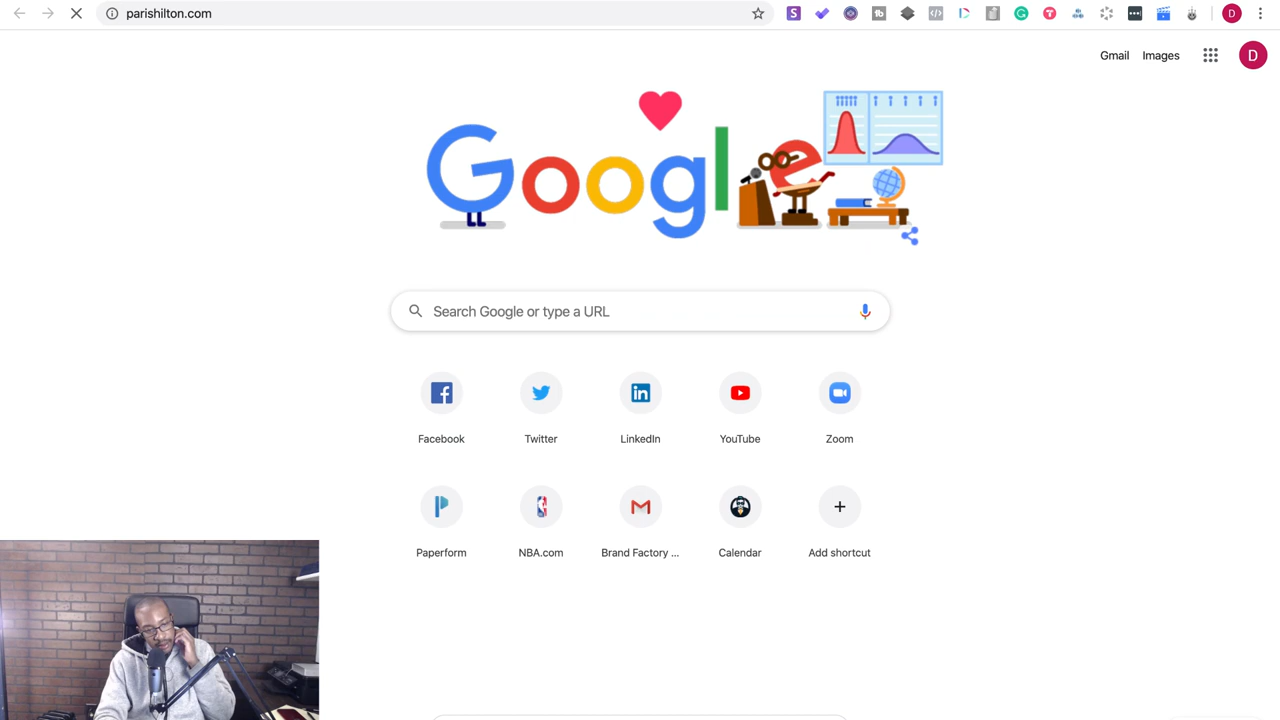 parishilton.com
Gmail Images
D
D
Google
Search Google or type a URL
Facebook
Twitter
LinkedIn
YouTube
Zoom
Paperform
NBA.com
Brand Factory ...
Calendar
Add shortcut